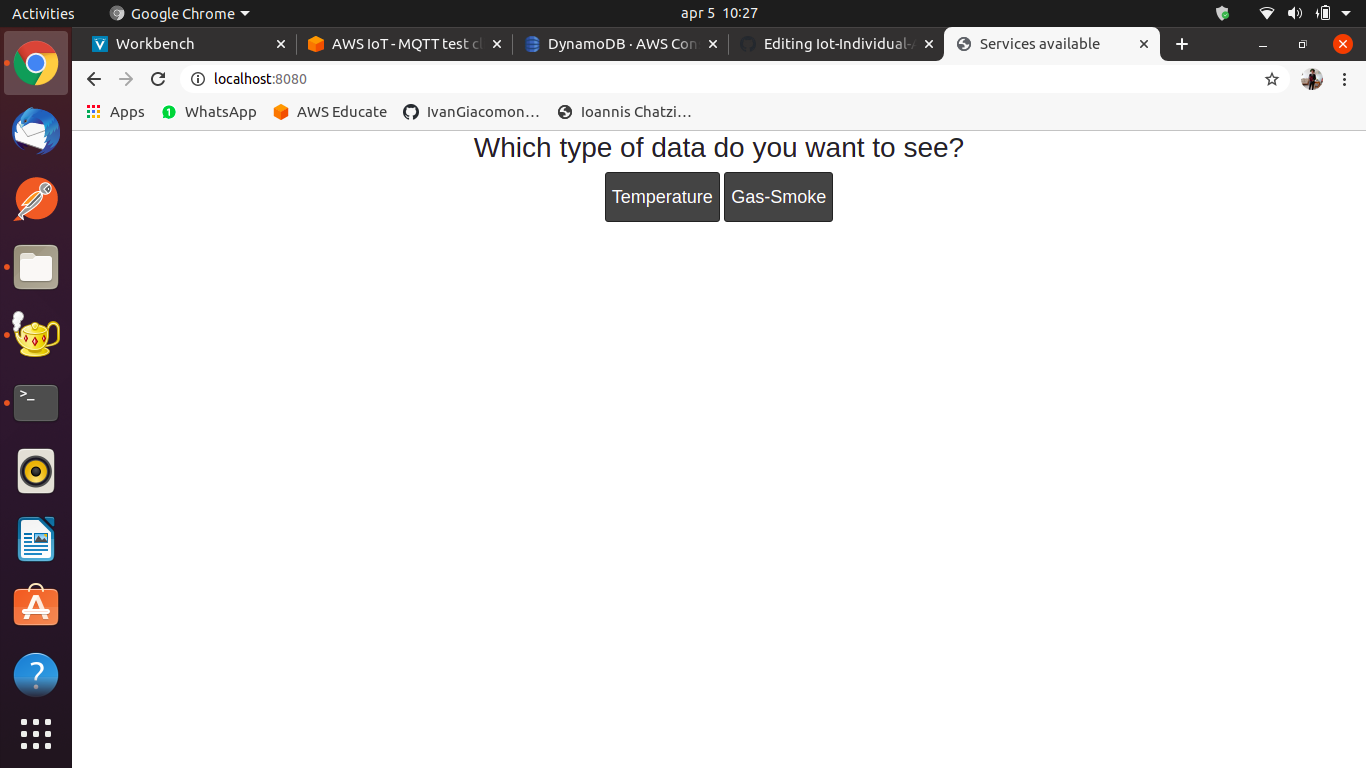 Activities Google Chrome apr 5 10:27
Workbench AWS IoT - MQTT test cl DynamoDB · AWS Con Editing Iot-Individual- Services available
localhost:8080
Apps 1 WhatsApp AWS Educate IvanGiacomon… Ioannis Chatzi…
Which type of data do you want to see?
Temperature Gas-Smoke
>_
?